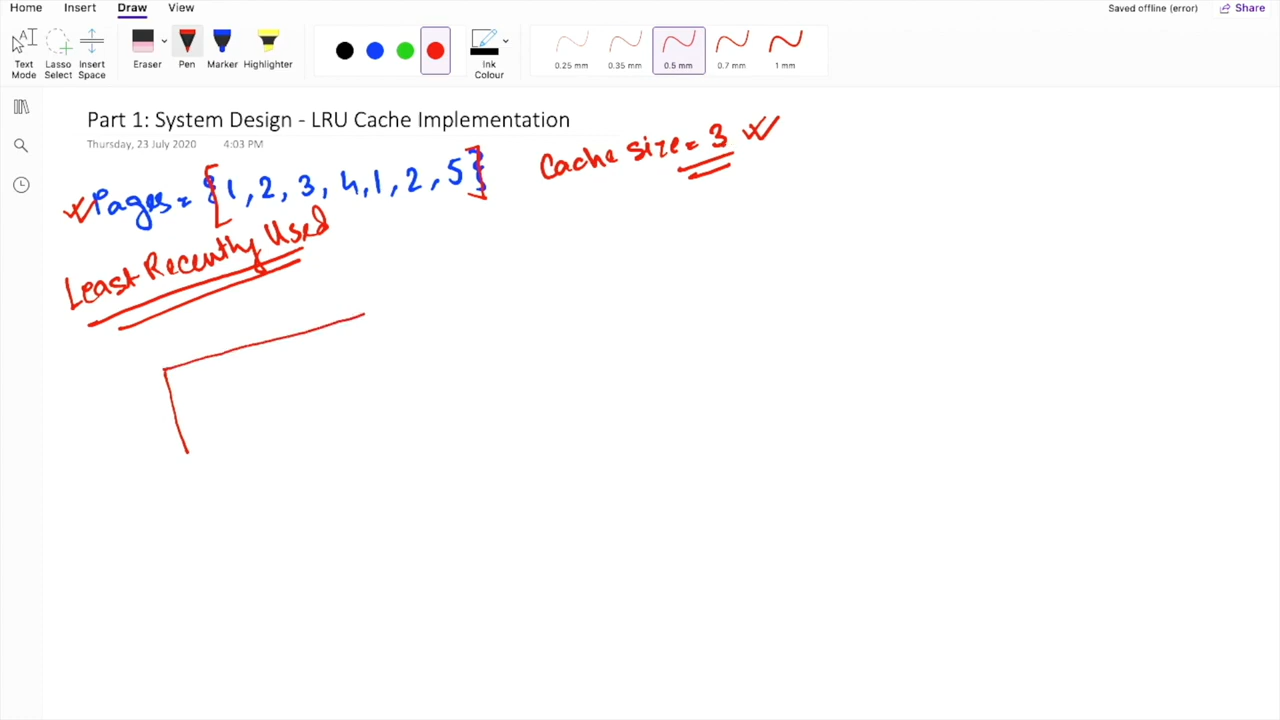 Home Insert Draw View
Saved offline (error) Share
Text Mode
Lasso Select
Insert Space
Eraser
Pen
Marker
Highlighter
Ink Colour
0.25 mm 0.35 mm 0.5 mm 0.7 mm 1 mm
Part 1: System Design - LRU Cache Implementation
Thursday, 23 July 2020 4:03 PM
Cache size = 3
Pages = {1, 2, 3, 4, 1, 2, 5}
Least Recently Used